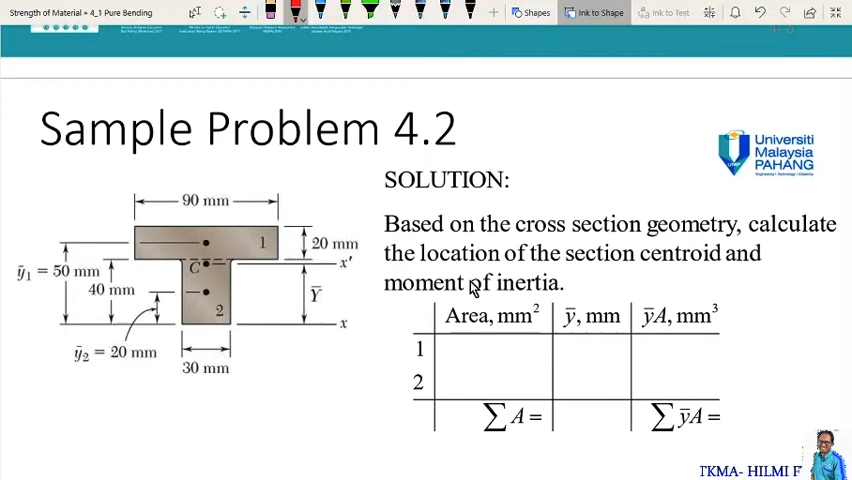 Strength of Material » 4_1 Pure Bending
Shapes
Ink to Shape
Ink to Text
Sample Problem 4.2
Universiti
Malaysia
PAHANG
SOLUTION:
Based on the cross section geometry, calculate
the location of the section centroid and
moment of inertia.
90 mm
1
20 mm
C
x'
ȳ₁ = 50 mm
40 mm
Ȳ
2
x
ȳ₂ = 20 mm
30 mm
Area, mm² ȳ, mm ȳA, mm³
1
2
∑ A = ∑ ȳA =
TKMA- HILMI F